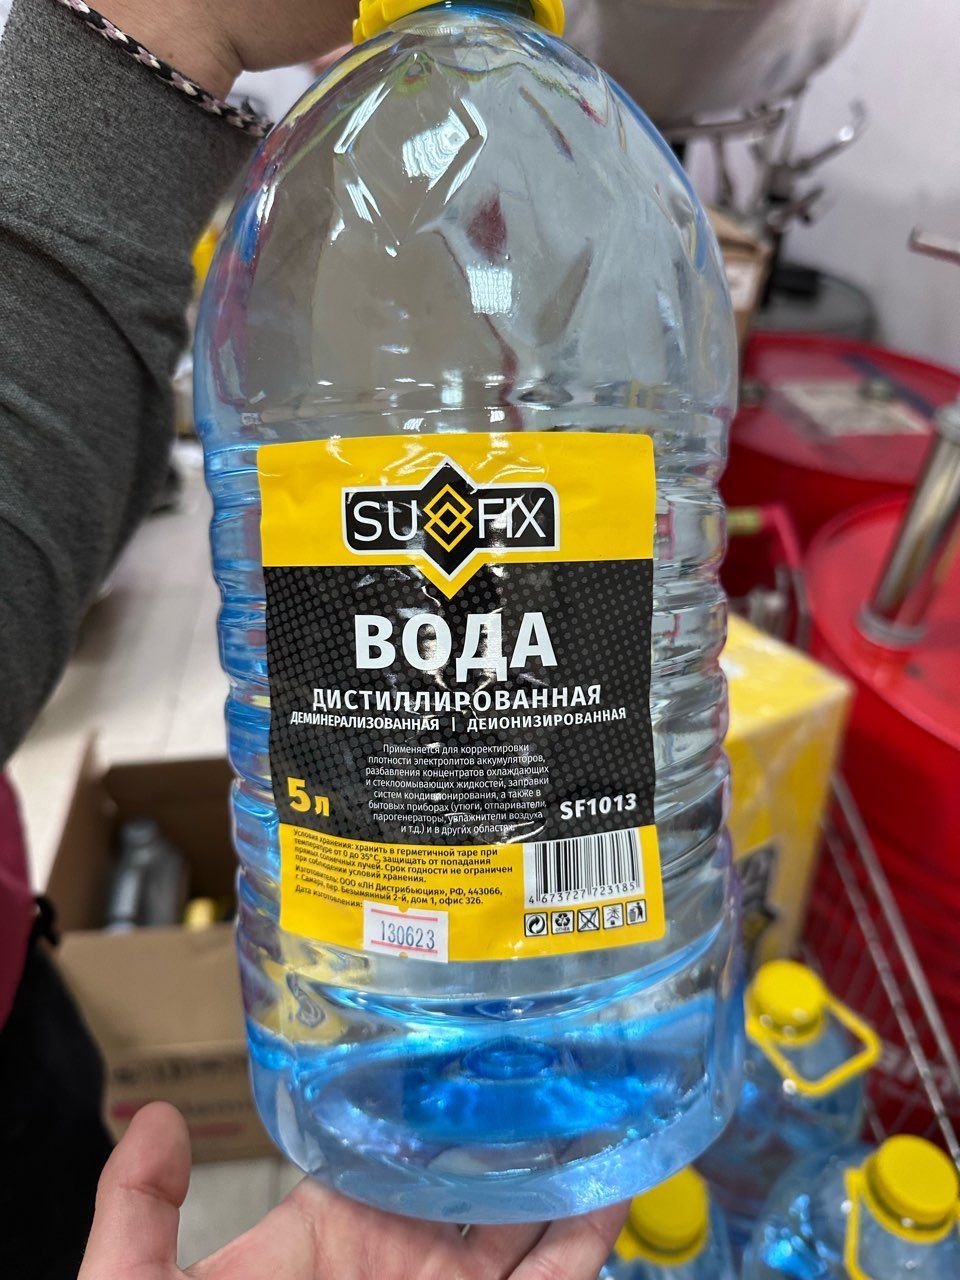 SUFIX
ВОДА
ДИСТИЛЛИРОВАННАЯ
ДЕМИНЕРАЛИЗОВАННАЯ | ДЕИОНИЗИРОВАННАЯ
Применяется для корректировки
плотности электролитов аккумуляторов,
разбавления концентратов охлаждающих
и стеклоомывающих жидкостей, заправки
систем кондиционирования, а также в
бытовых приборах (утюги, отпариватели,
парогенераторы, увлажнители воздуха
и т.д.) и в других областях.
5 л
SF1013
Условия хранения: хранить в герметичной таре при
температуре от 0 до 35°С, защищать от попадания
прямых солнечных лучей. Срок годности не ограничен
при соблюдении условий хранения.
Изготовитель: ООО «ЛН Дистрибьюция», РФ, 443066,
г. Самара, пер. Безымянный 2-й, дом 1, офис 326.
Дата изготовления:
130623
4 673727 723185